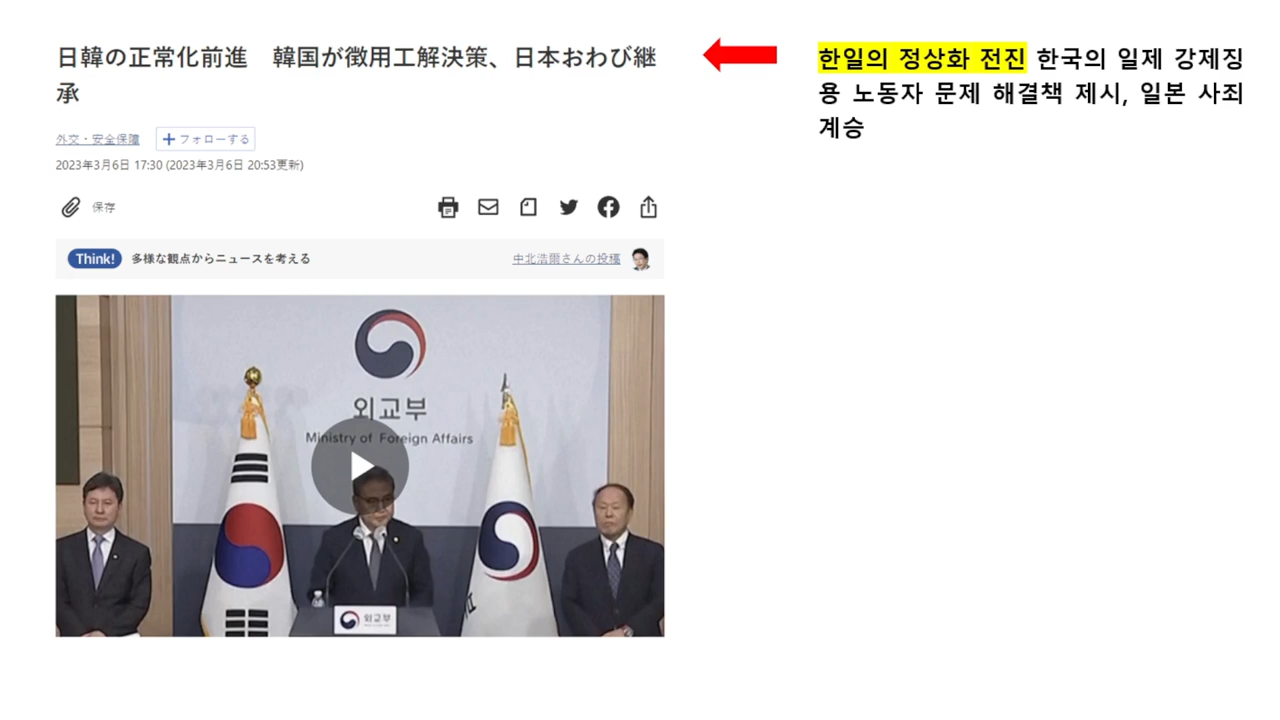 日韓の正常化前進　韓国が徴用工解決策、日本おわび継
承
外交・安全保障
フォローする
2023年3月6日 17:30 (2023年3月6日 20:53更新)
保存
Think!
多様な観点からニュースを考える
中北浩爾さんの投稿
외교부
Ministry of Foreign Affairs
외교부
한일의 정상화 전진 한국의 일제 강제징
용 노동자 문제 해결책 제시, 일본 사죄
계승